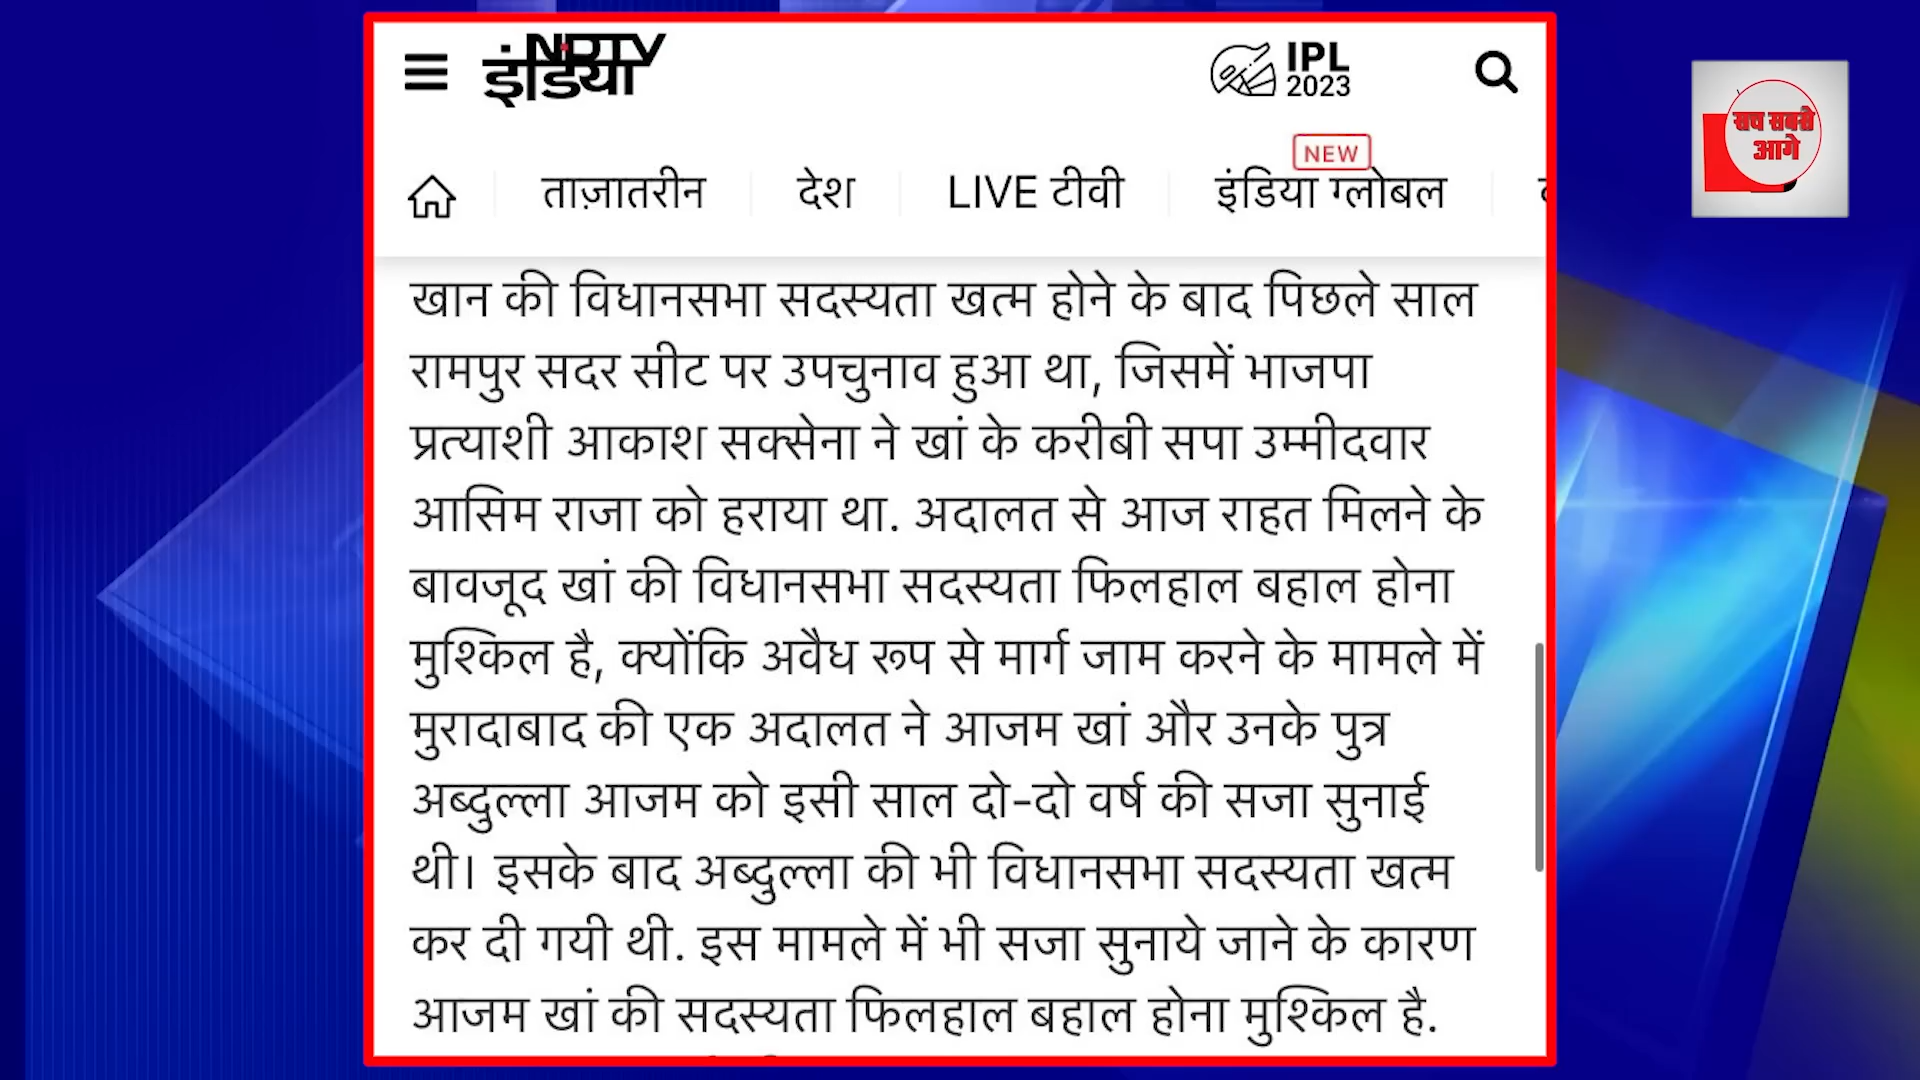 NDTV
इंडिया
IPL
2023
सच सबसे
आगे
NEW
ताज़ातरीन
देश
LIVE टीवी
इंडिया ग्लोबल
खान की विधानसभा सदस्यता खत्म होने के बाद पिछले साल
रामपुर सदर सीट पर उपचुनाव हुआ था, जिसमें भाजपा
प्रत्याशी आकाश सक्सेना ने खां के करीबी सपा उम्मीदवार
आसिम राजा को हराया था. अदालत से आज राहत मिलने के
बावजूद खां की विधानसभा सदस्यता फिलहाल बहाल होना
मुश्किल है, क्योंकि अवैध रूप से मार्ग जाम करने के मामले में
मुरादाबाद की एक अदालत ने आजम खां और उनके पुत्र
अब्दुल्ला आजम को इसी साल दो-दो वर्ष की सजा सुनाई
थी। इसके बाद अब्दुल्ला की भी विधानसभा सदस्यता खत्म
कर दी गयी थी. इस मामले में भी सजा सुनाये जाने के कारण
आजम खां की सदस्यता फिलहाल बहाल होना मुश्किल है.